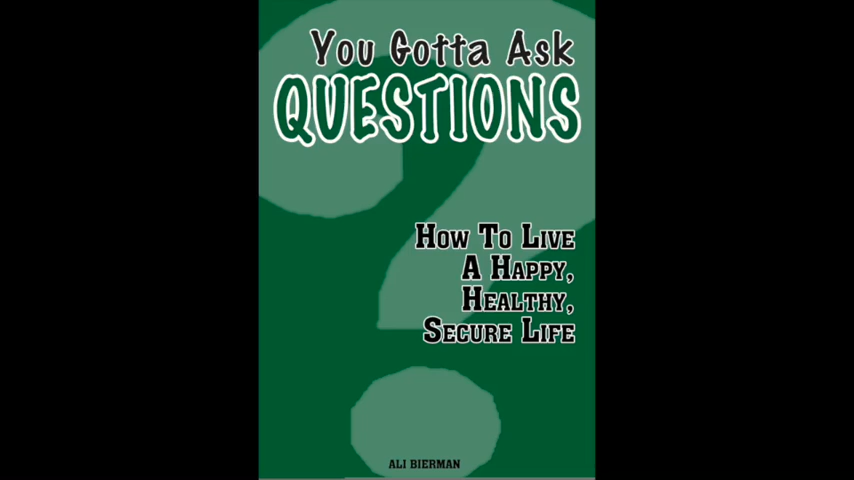 You Gotta Ask
QUESTIONS
How To Live
A Happy,
Healthy,
Secure Life
ALI BIERMAN